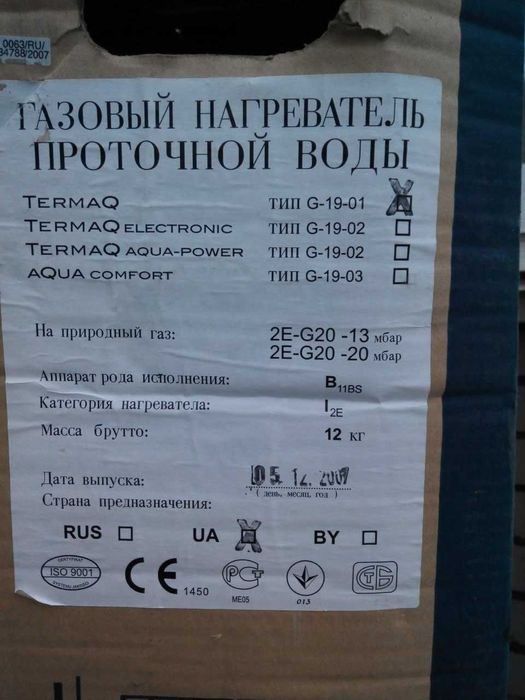 0063/RU/
34788/2007
ГАЗОВЫЙ НАГРЕВАТЕЛЬ
ПРОТОЧНОЙ ВОДЫ
TERMAQ ТИП G-19-01
TERMAQ ELECTRONIC ТИП G-19-02
TERMAQ AQUA-POWER ТИП G-19-02
AQUA COMFORT ТИП G-19-03
На природный газ: 2E-G20 -13 мбар
2E-G20 -20 мбар
Аппарат рода исполнения: B11BS
Категория нагревателя: I2E
Масса брутто: 12 кг
Дата выпуска: 05. 12. 2007
( день, месяц, год )
Страна предназначения:
RUS UA BY
СЕРТИФИКАТ
ISO 9001
CE 1450
РСТ
МЕ05
013
СТБ